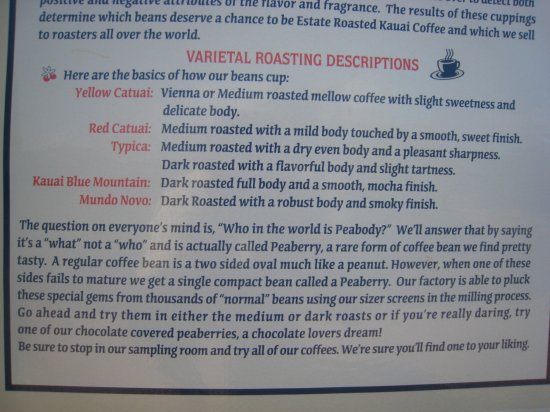 positive and negative attributes of the flavor and fragrance. The results of these cuppings
determine which beans deserve a chance to be Estate Roasted Kauai Coffee and which we sell
to roasters all over the world.
VARIETAL ROASTING DESCRIPTIONS
Here are the basics of how our beans cup:
Yellow Catuai: Vienna or Medium roasted mellow coffee with slight sweetness and
delicate body.
Red Catuai: Medium roasted with a mild body touched by a smooth, sweet finish.
Typica: Medium roasted with a dry even body and a pleasant sharpness.
Dark roasted with a flavorful body and slight tartness.
Kauai Blue Mountain: Dark roasted full body and a smooth, mocha finish.
Mundo Novo: Dark Roasted with a robust body and smoky finish.
The question on everyone's mind is, "Who in the world is Peabody?" We'll answer that by saying
it's a "what" not a "who" and is actually called Peaberry, a rare form of coffee bean we find pretty
tasty. A regular coffee bean is a two sided oval much like a peanut. However, when one of these
sides fails to mature we get a single compact bean called a Peaberry. Our factory is able to pluck
these special gems from thousands of "normal" beans using our sizer screens in the milling process.
Go ahead and try them in either the medium or dark roasts or if you're really daring, try
one of our chocolate covered peaberries, a chocolate lovers dream!
Be sure to stop in our sampling room and try all of our coffees. We're sure you'll find one to your liking.